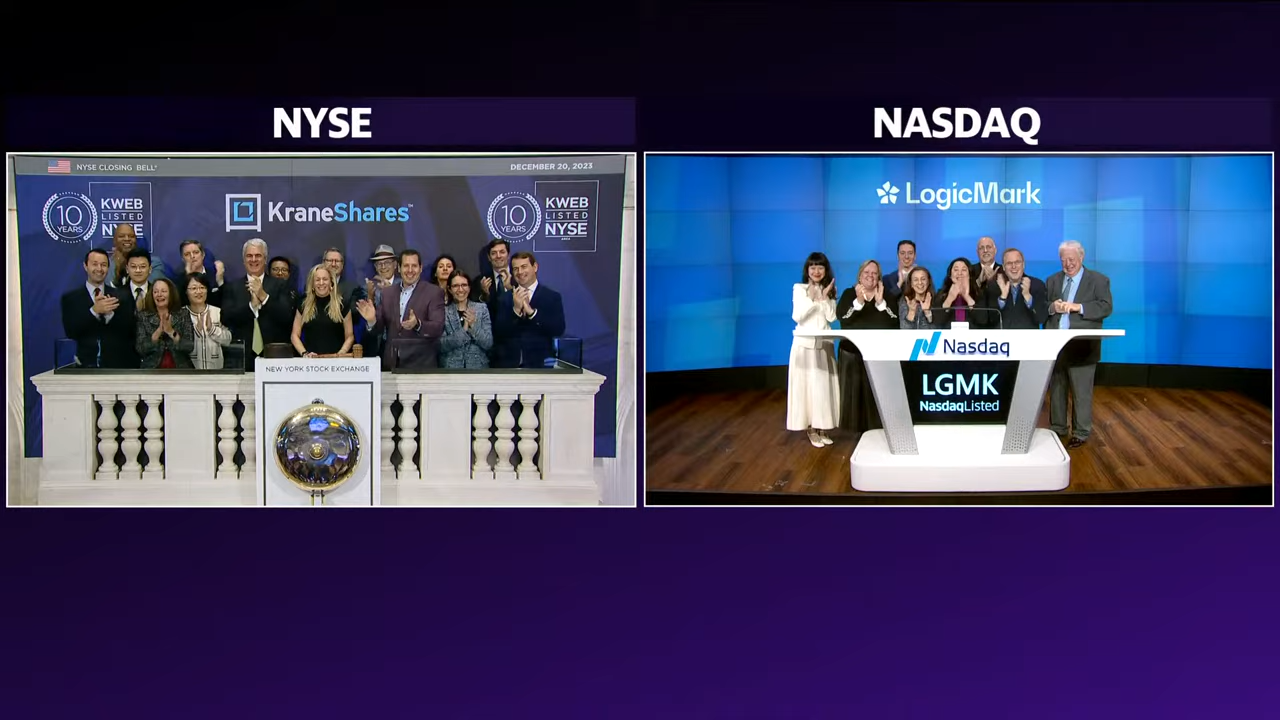 NYSE
NASDAQ
NYSE CLOSING BELL®
DECEMBER 20, 2023
10
YEARS
KWEB
LISTED
NYSE
KraneShares™
10
YEARS
KWEB
LISTED
NYSE
LogicMark
NEW YORK STOCK EXCHANGE
Nasdaq
LGMK
NasdaqListed